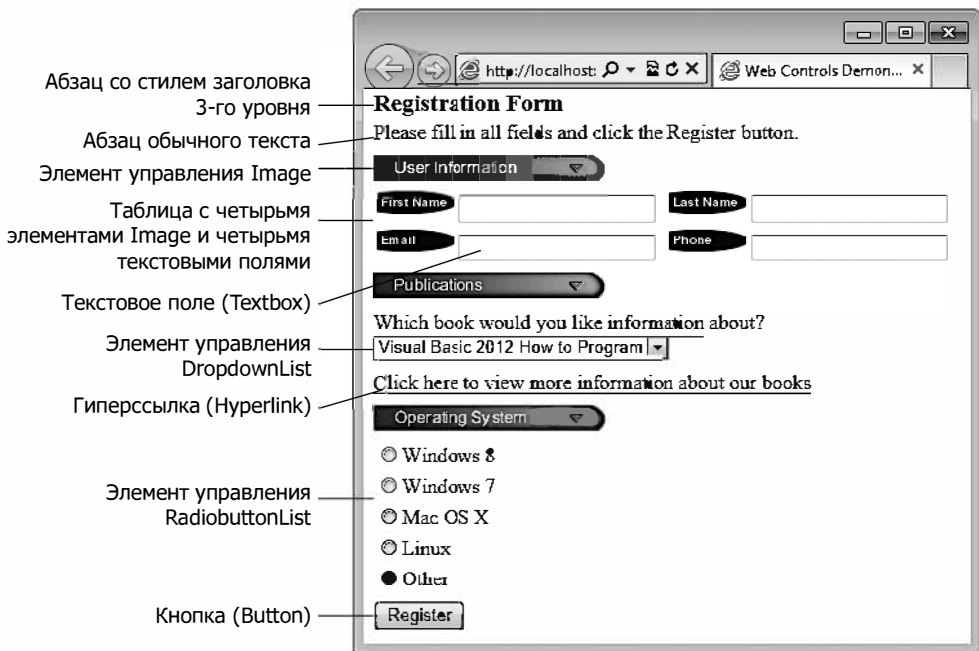 http://localhost:
Web Controls Demon...
Абзац со стилем заголовка
3-го уровня
Registration Form
Абзац обычного текста
Please fill in all fields and click the Register button.
Элемент управления Image
User Information
Таблица с четырьмя
элементами Image и четырьмя
текстовыми полями
First Name
Last Name
Email
Phone
Текстовое поле (Textbox)
Publications
Which book would you like information about?
Элемент управления
DropdownList
Visual Basic 2012 How to Program
Гиперссылка (Hyperlink)
Click here to view more information about our books
Operating System
Элемент управления
RadiobuttonList
Windows 8
Windows 7
Mac OS X
Linux
Other
Кнопка (Button)
Register